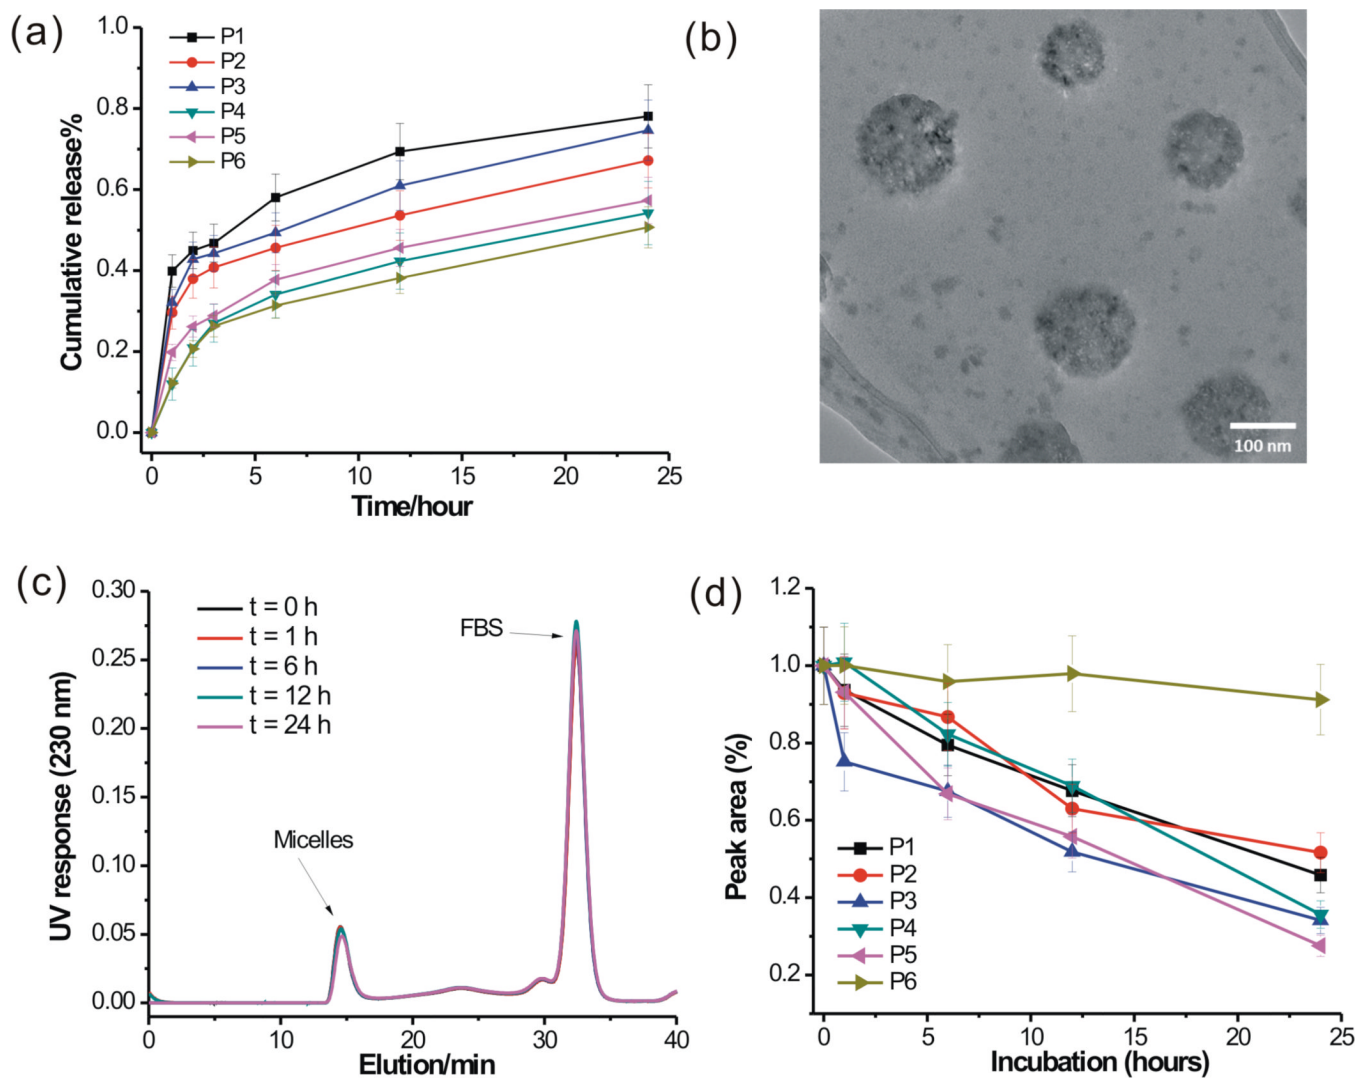 (a)
Cumulative release%
1.0
0.8
0.6
0.4
0.2
0.0
P1
P2
P3
P4
P5
P6
0 5 10 15 20 25
Time/hour
(b)
100 nm
(c)
UV response (230 nm)
0.30
0.25
0.20
0.15
0.10
0.05
0.00
t = 0 h
t = 1 h
t = 6 h
t = 12 h
t = 24 h
FBS
Micelles
0 10 20 30 40
Elution/min
(d)
Peak area (%)
1.2
1.0
0.8
0.6
0.4
0.2
P1
P2
P3
P4
P5
P6
0 5 10 15 20 25
Incubation (hours)